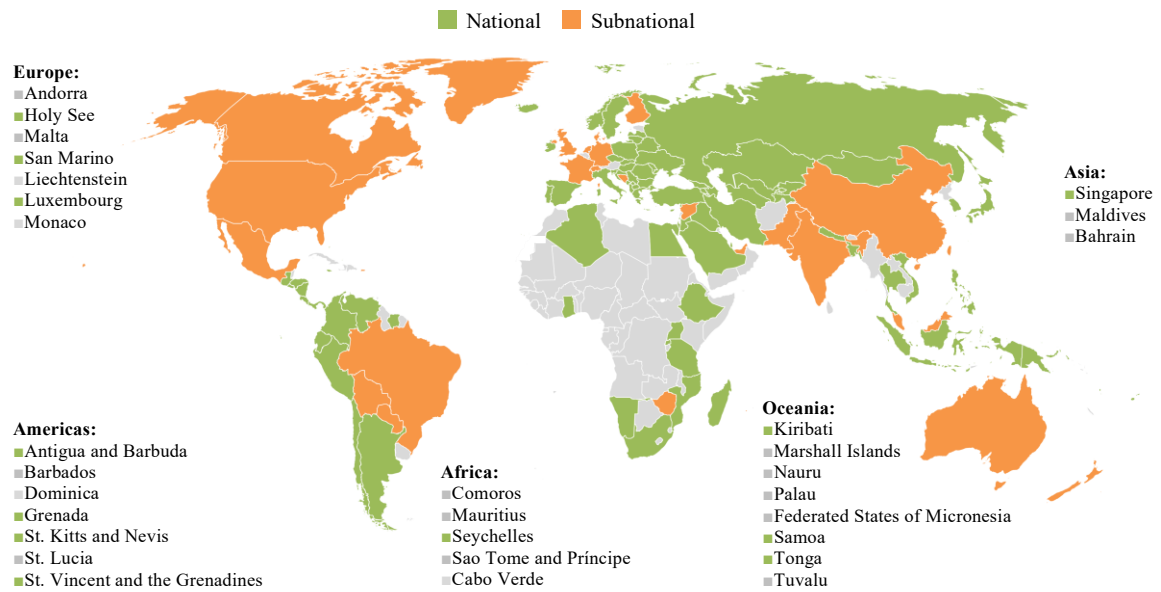 National
Subnational
Europe:
Andorra
Holy See
Malta
San Marino
Liechtenstein
Luxembourg
Monaco
Asia:
Singapore
Maldives
Bahrain
Americas:
Antigua and Barbuda
Barbados
Dominica
Grenada
St. Kitts and Nevis
St. Lucia
St. Vincent and the Grenadines
Africa:
Comoros
Mauritius
Seychelles
Sao Tome and Príncipe
Cabo Verde
Oceania:
Kiribati
Marshall Islands
Nauru
Palau
Federated States of Micronesia
Samoa
Tonga
Tuvalu